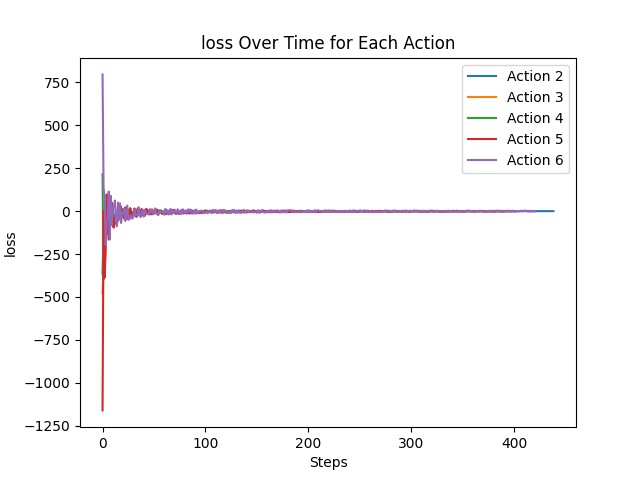 loss Over Time for Each Action
Action 2
Action 3
Action 4
Action 5
Action 6
750
500
250
0
−250
−500
−750
−1000
−1250
loss
0 100 200 300 400
Steps